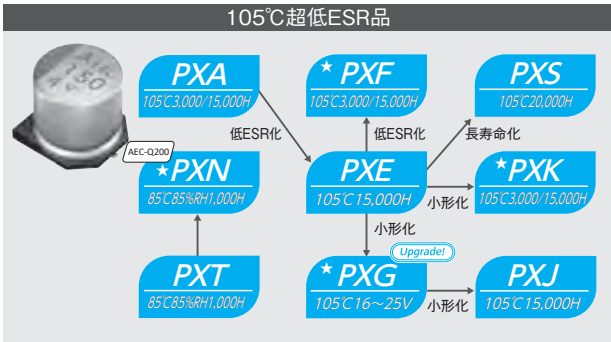 105℃超低ESR品
PXA
105℃3,000/15,000H
★PXF
105℃3,000/15,000H
PXS
105℃20,000H
低ESR化
低ESR化
長寿命化
AEC-Q200
★PXN
85℃85%RH1,000H
PXE
105℃15,000H
★PXK
105℃3,000/15,000H
小形化
小形化
Upgrade!
PXT
85℃85%RH1,000H
★PXG
105℃16～25V
小形化
PXJ
105℃15,000H
150